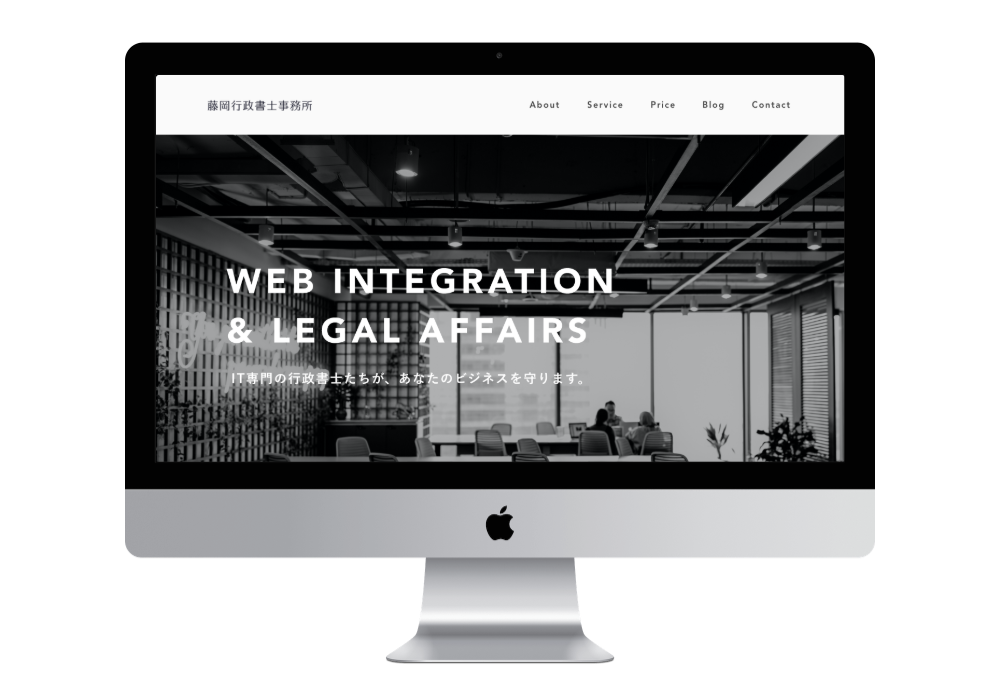 藤岡行政書士事務所
About Service Price Blog Contact
WEB INTEGRATION
& LEGAL AFFAIRS
IT専門の行政書士たちが、あなたのビジネスを守ります。